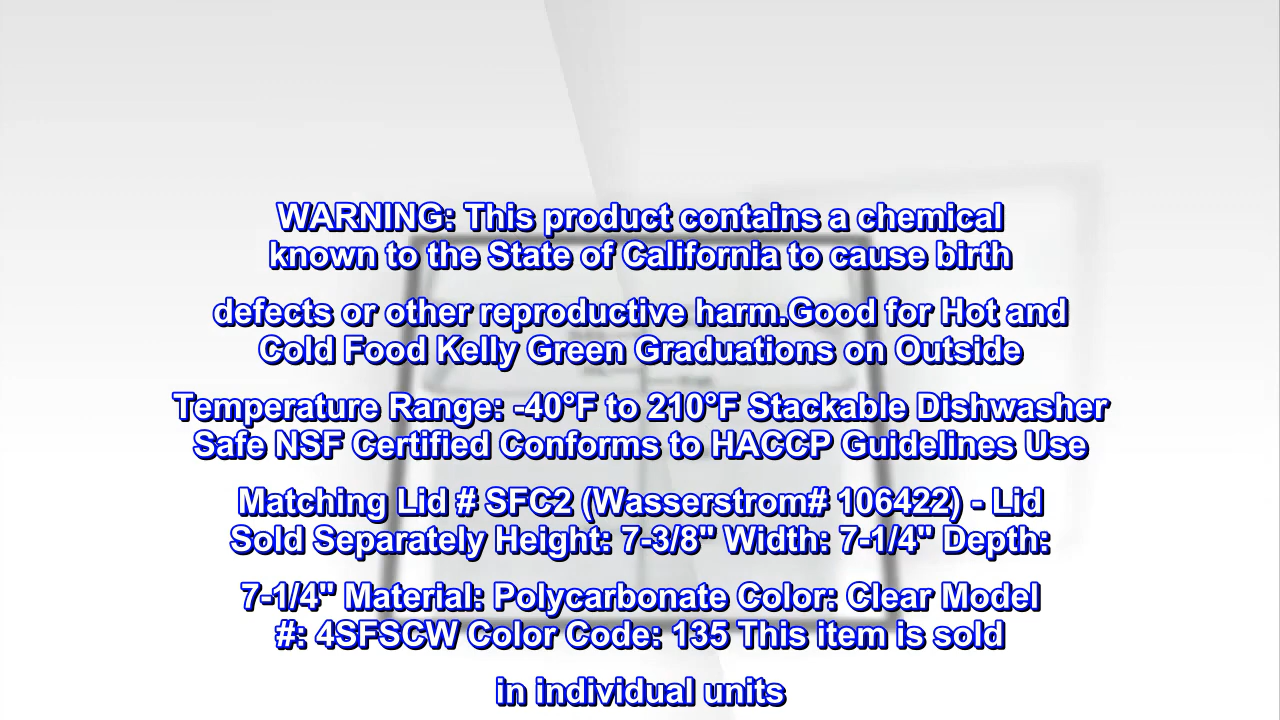 WARNING: This product contains a chemical
known to the State of California to cause birth
defects or other reproductive harm.Good for Hot and
Cold Food Kelly Green Graduations on Outside
Temperature Range: -40°F to 210°F Stackable Dishwasher
Safe NSF Certified Conforms to HACCP Guidelines Use
Matching Lid # SFC2 (Wasserstrom# 106422) - Lid
Sold Separately Height: 7-3/8" Width: 7-1/4" Depth:
7-1/4" Material: Polycarbonate Color: Clear Model
#: 4SFSCW Color Code: 135 This item is sold
in individual units